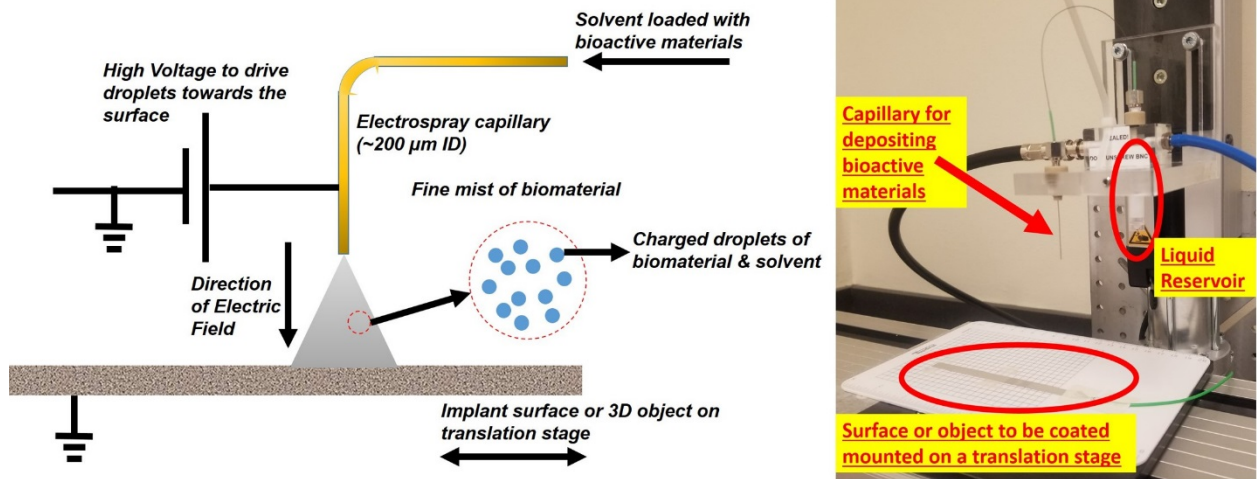 Solvent loaded with
bioactive materials
High Voltage to drive
droplets towards the
surface
Electrospray capillary
(~200 µm ID)
Fine mist of biomaterial
Charged droplets of
biomaterial & solvent
Direction
of Electric
Field
Implant surface or 3D object on
translation stage
Capillary for
depositing
bioactive
materials
Liquid
Reservoir
Surface or object to be coated
mounted on a translation stage